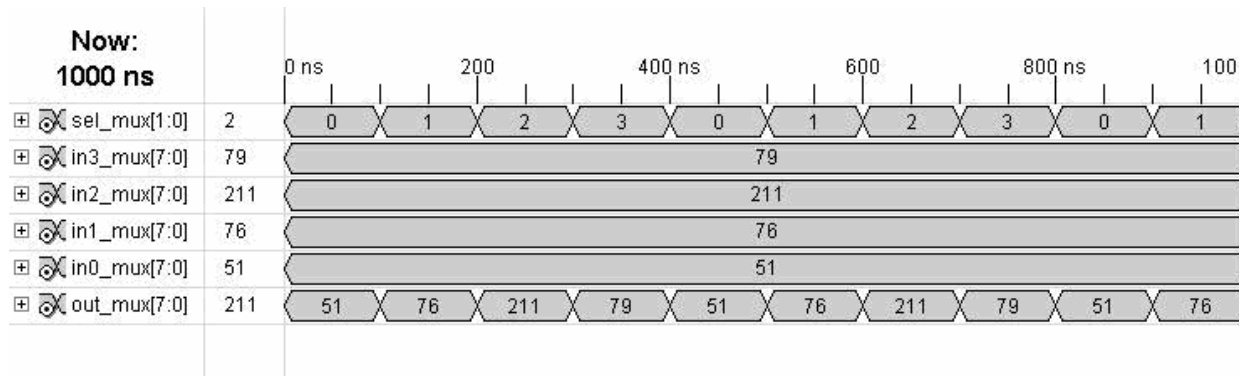 Now:
1000 ns
0 ns 200 400 ns 600 800 ns 100
sel_mux[1:0] 2 0 1 2 3 0 1 2 3 0 1
in3_mux[7:0] 79 79
in2_mux[7:0] 211 211
in1_mux[7:0] 76 76
in0_mux[7:0] 51 51
out_mux[7:0] 211 51 76 211 79 51 76 211 79 51 76